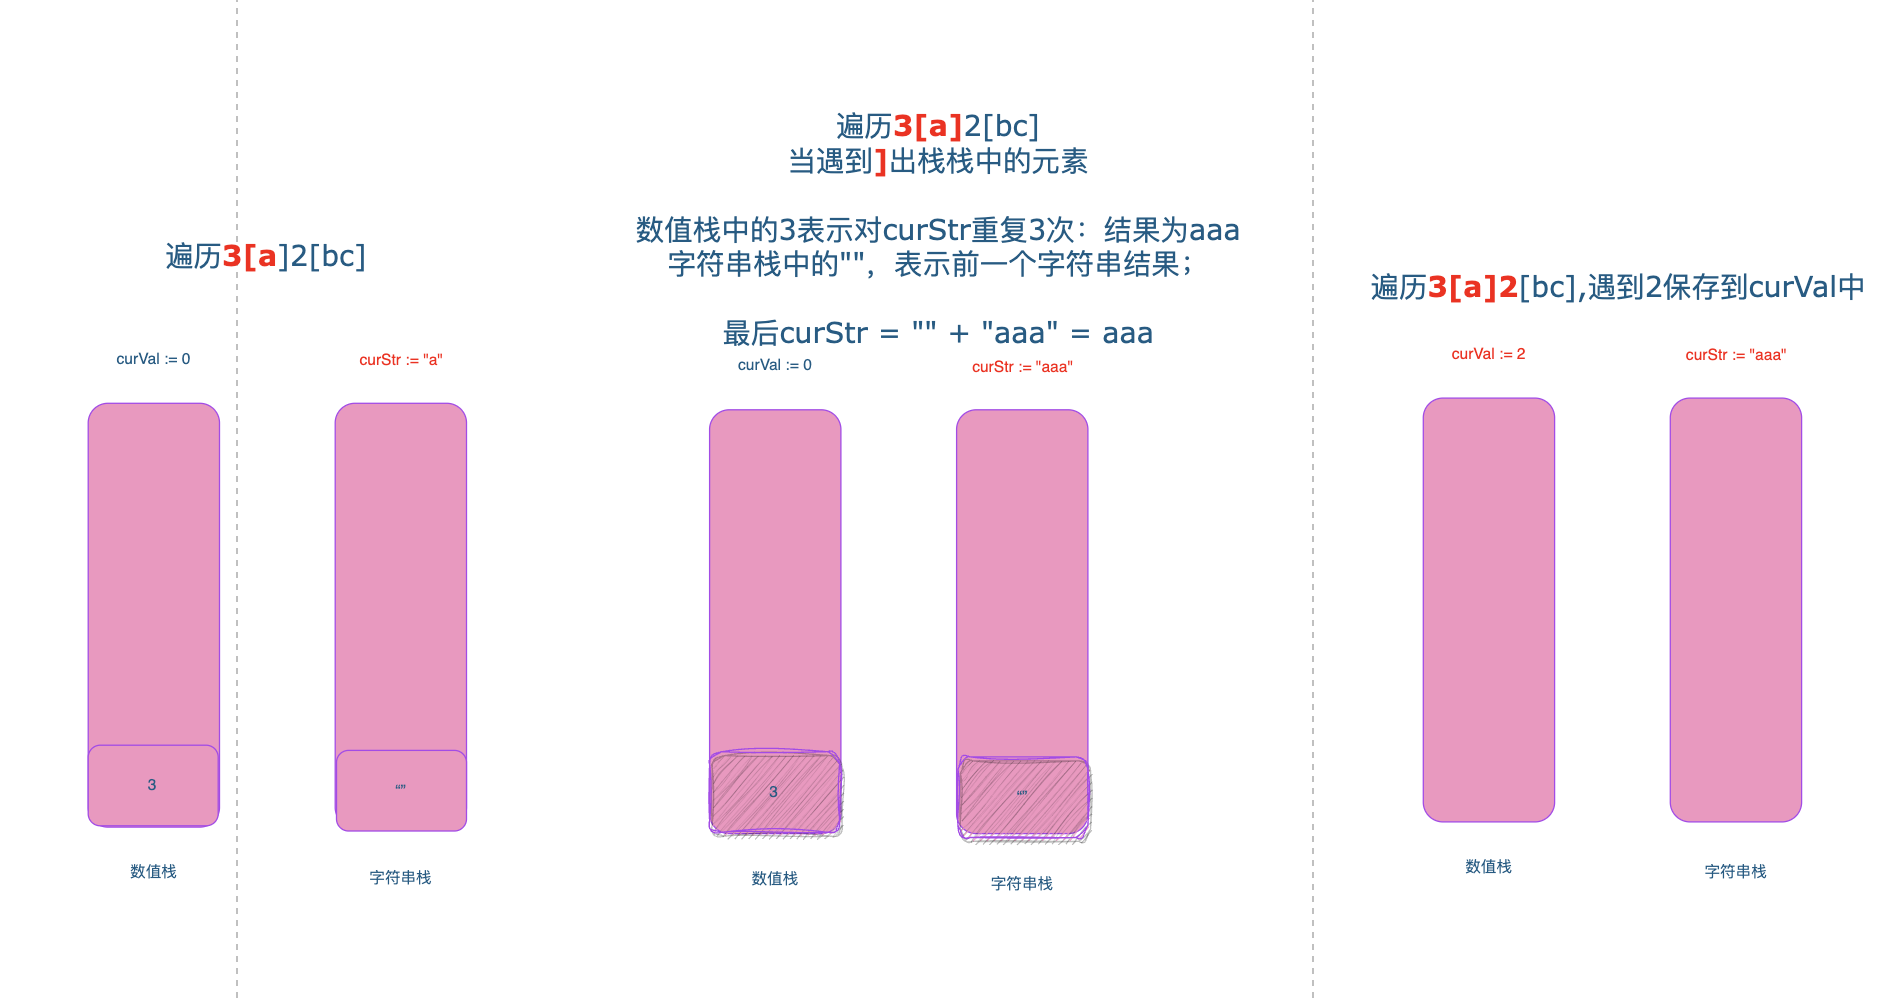 遍历3[a]2[bc]
curVal := 0
curStr := "a"
3
“”
数值栈
字符串栈
遍历3[a]2[bc]
当遇到]出栈栈中的元素
数值栈中的3表示对curStr重复3次：结果为aaa
字符串栈中的""，表示前一个字符串结果；
最后curStr = "" + "aaa" = aaa
curVal := 0
curStr := "aaa"
3
“”
数值栈
字符串栈
遍历3[a]2[bc],遇到2保存到curVal中
curVal := 2
curStr := "aaa"
数值栈
字符串栈